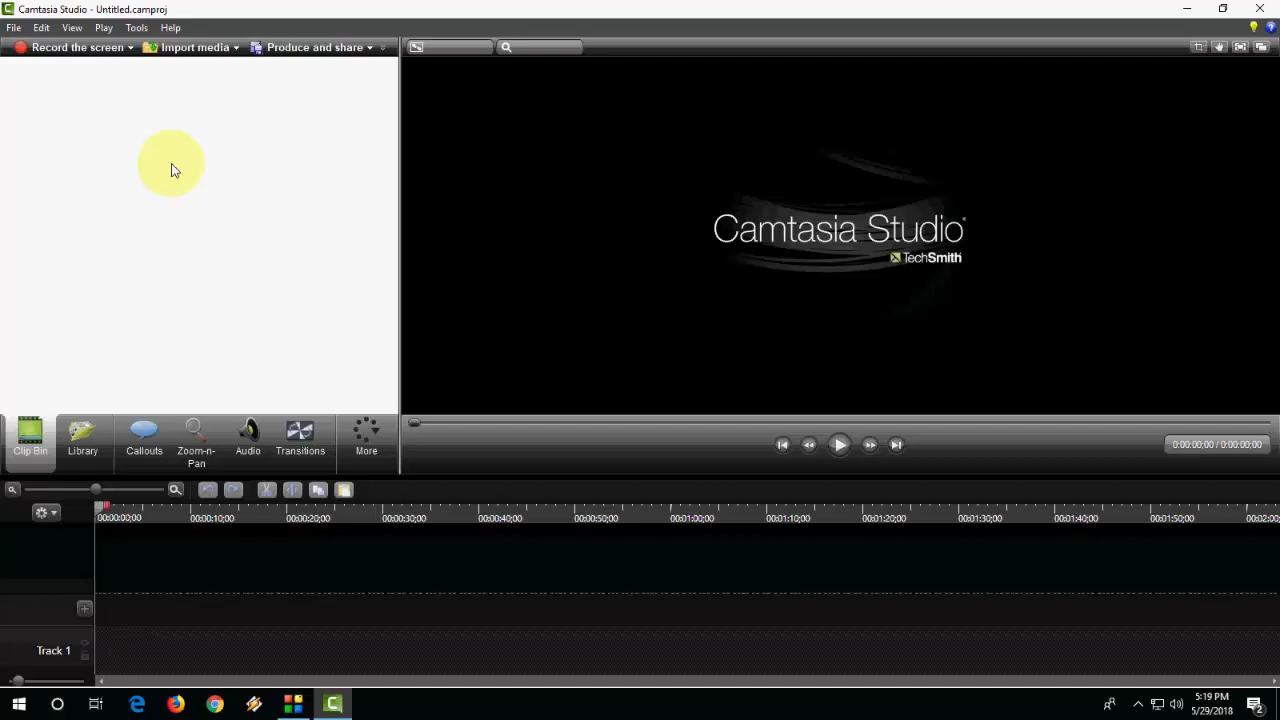 Camtasia Studio - Untitled.camproj
File Edit View Play Tools Help
Record the screen Import media Produce and share
Camtasia Studio
TechSmith
Clip Bin Library Callouts Zoom-n-Pan Audio Transitions More
0:00:00;00 / 0:00:00;00
00:00:00;00 00:00:10;00 00:00:20;00 00:00:30;00 00:00:40;00 00:00:50;00 00:01:00;00 00:01:10;00 00:01:20;00 00:01:30;00 00:01:40;00 00:01:50;00 00:02:0
Track 1
5:19 PM
5/29/2018
2